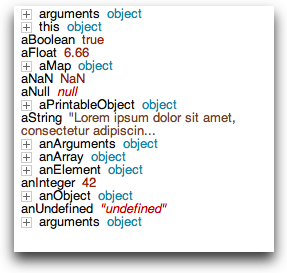 arguments object
this object
aBoolean true
aFloat 6.66
aMap object
aNaN NaN
aNull null
aPrintableObject object
aString "Lorem ipsum dolor sit amet,
consectetur adipiscin...
anArguments object
anArray object
anElement object
anInteger 42
anObject object
anUndefined "undefined"
arguments object